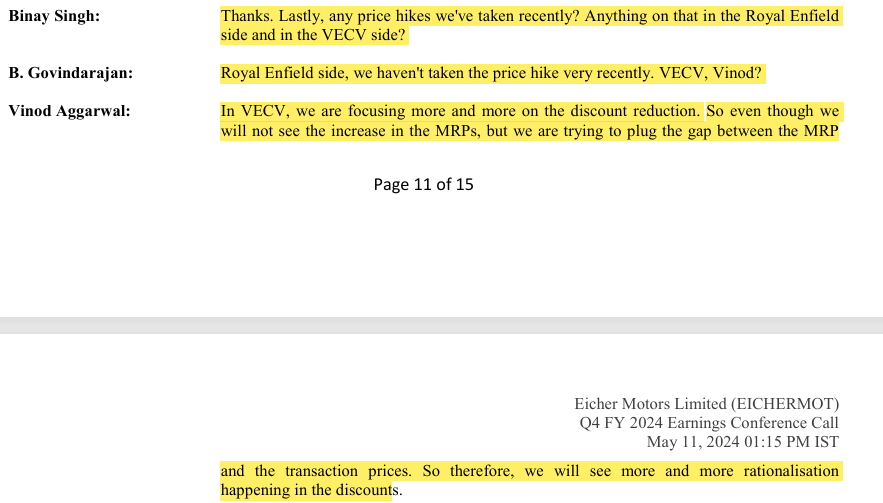 Binay Singh:
Thanks. Lastly, any price hikes we've taken recently? Anything on that in the Royal Enfield
side and in the VECV side?
B. Govindarajan:
Royal Enfield side, we haven't taken the price hike very recently. VECV, Vinod?
Vinod Aggarwal:
In VECV, we are focusing more and more on the discount reduction. So even though we
will not see the increase in the MRPs, but we are trying to plug the gap between the MRP
Page 11 of 15
Eicher Motors Limited (EICHERMOT)
Q4 FY 2024 Earnings Conference Call
May 11, 2024 01:15 PM IST
and the transaction prices. So therefore, we will see more and more rationalisation
happening in the discounts.